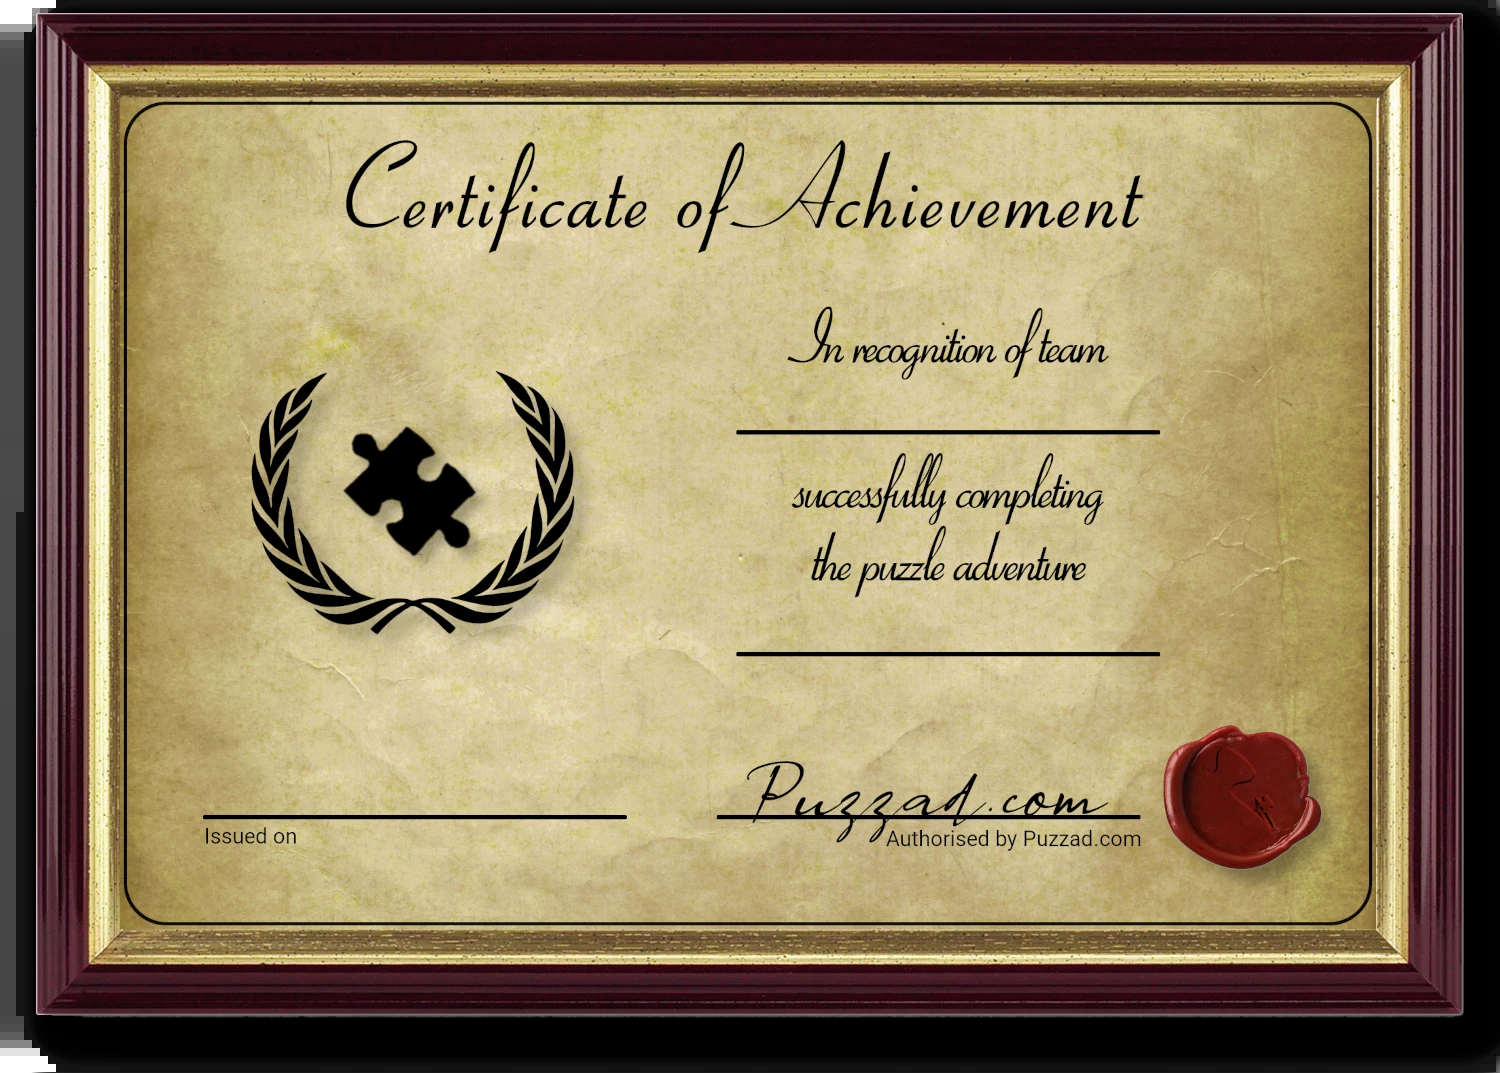 Certificate of Achievement
In recognition of team
successfully completing
the puzzle adventure
Issued on
Puzzad.com
Authorised by Puzzad.com